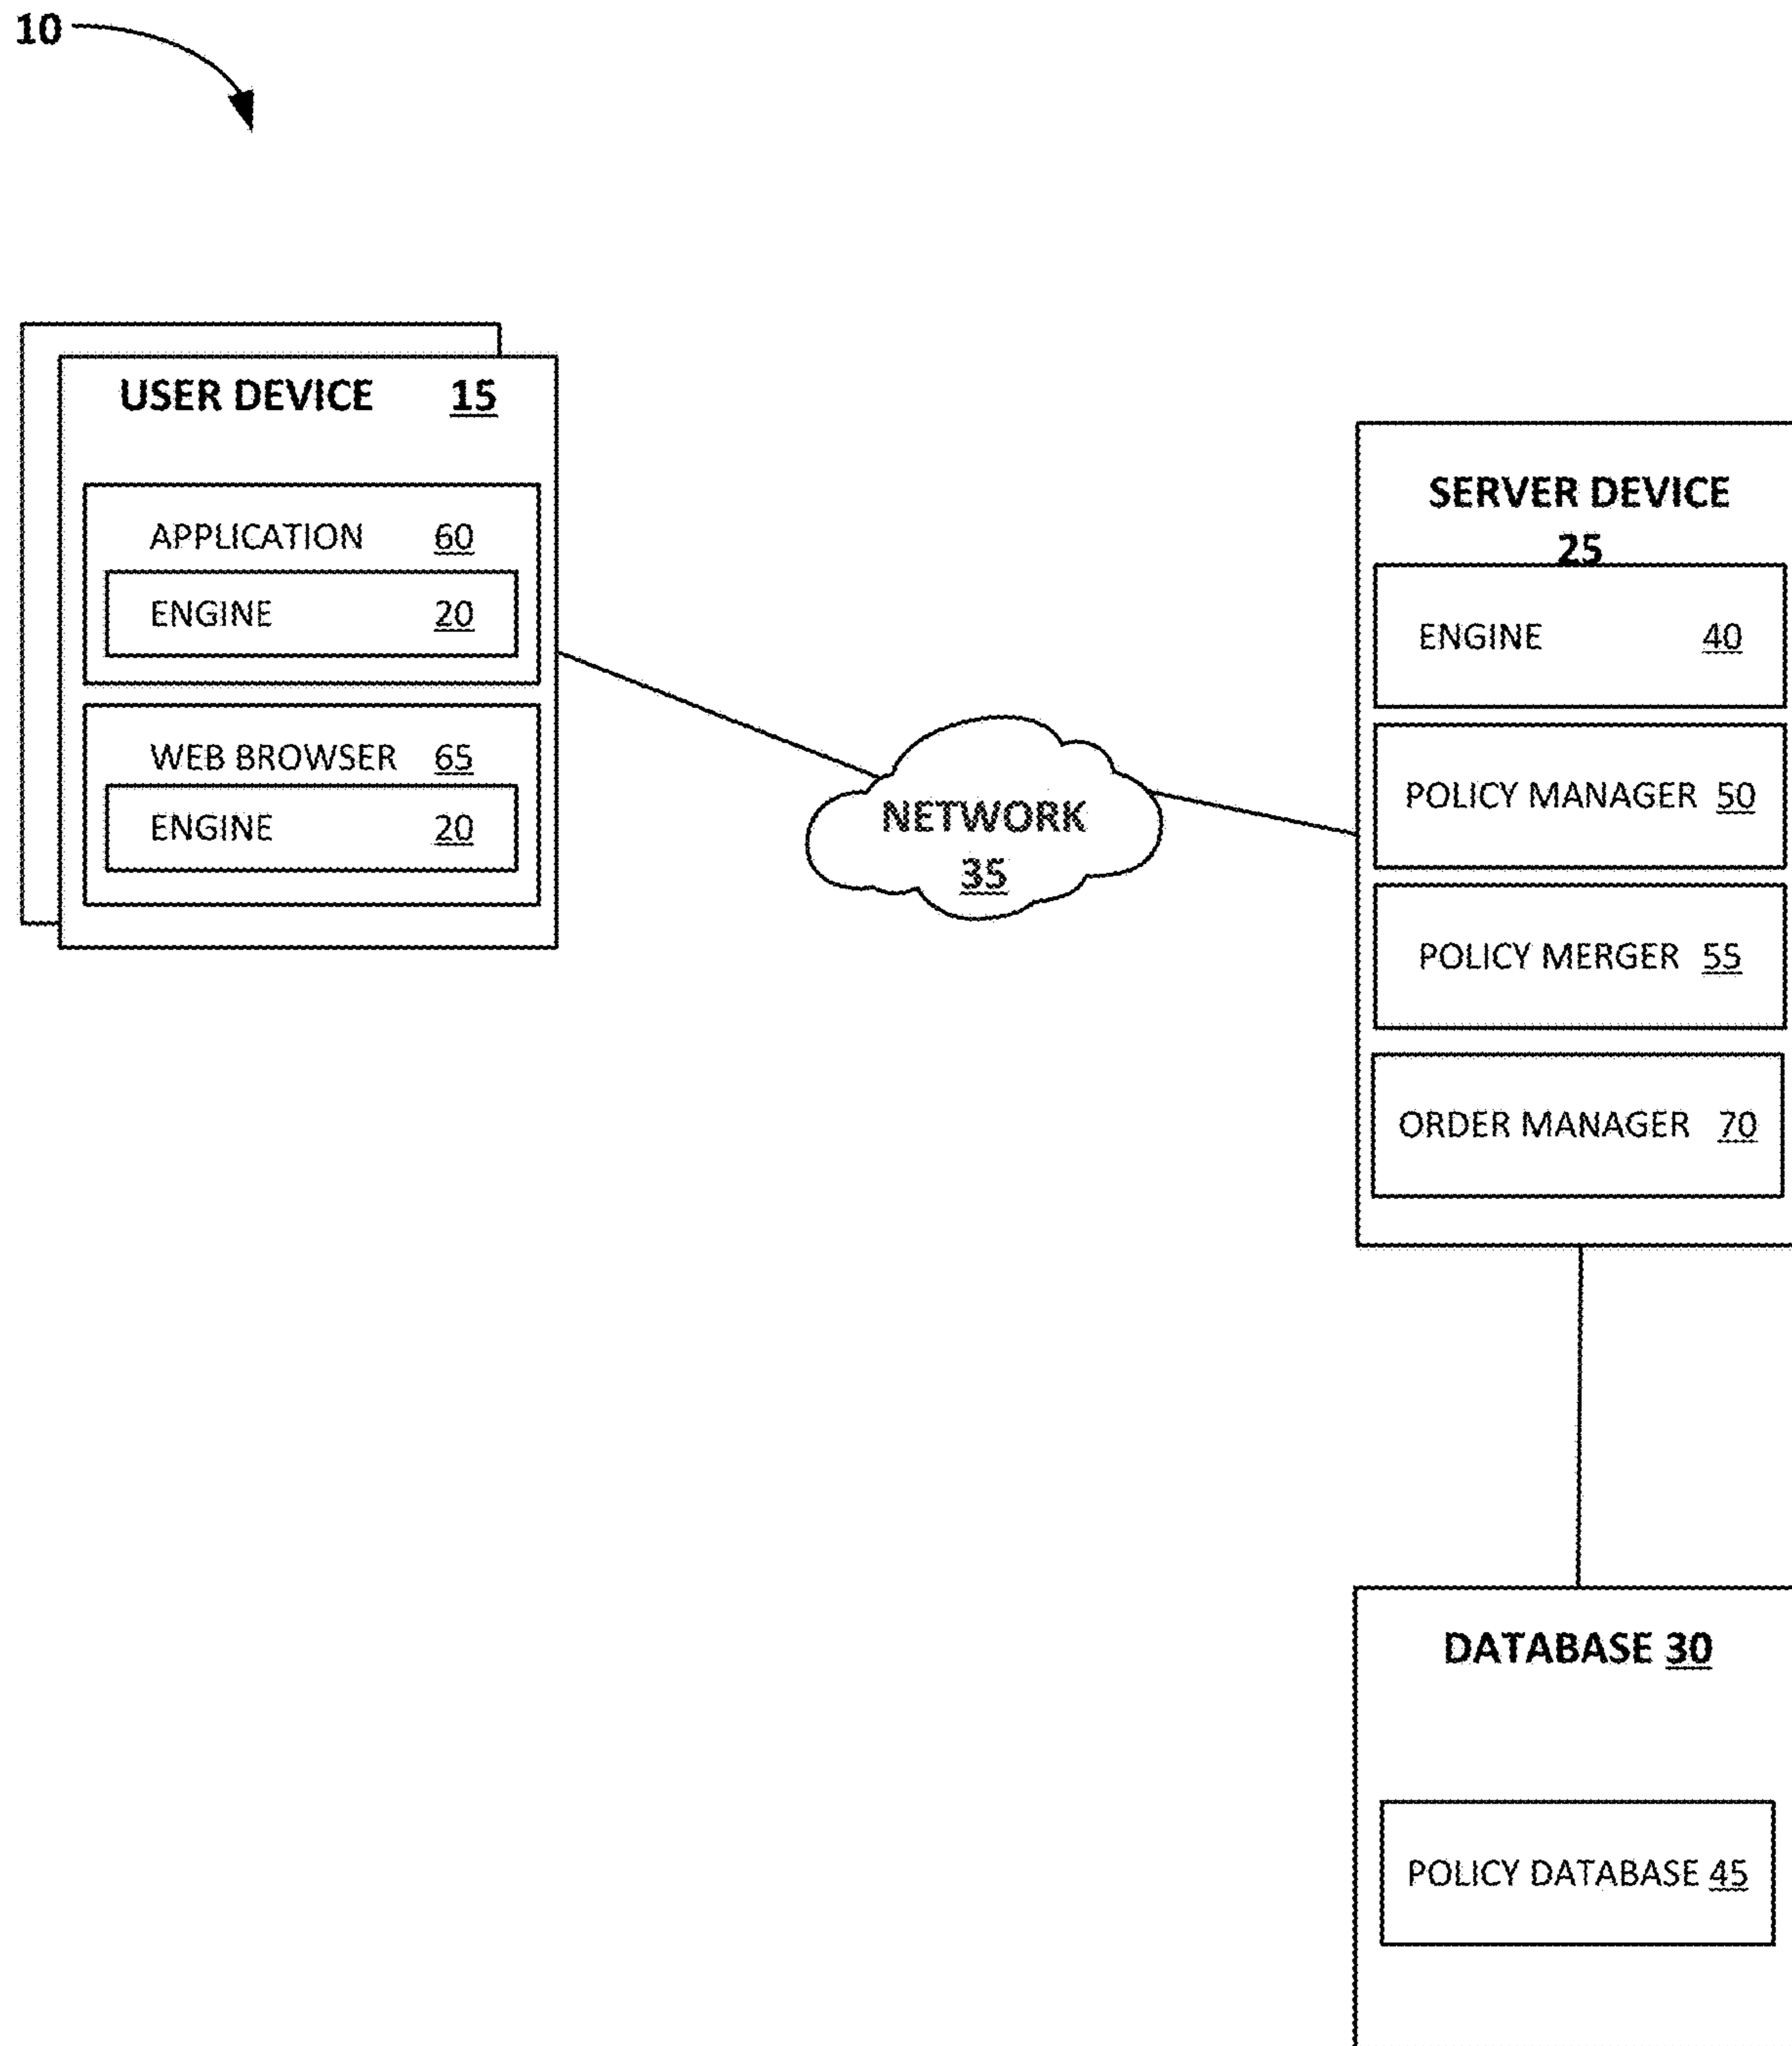 10
USER DEVICE 15
APPLICATION 60
ENGINE 20
WEB BROWSER 65
ENGINE 20
NETWORK
35
SERVER DEVICE
25
ENGINE 40
POLICY MANAGER 50
POLICY MERGER 55
ORDER MANAGER 70
DATABASE 30
POLICY DATABASE 45